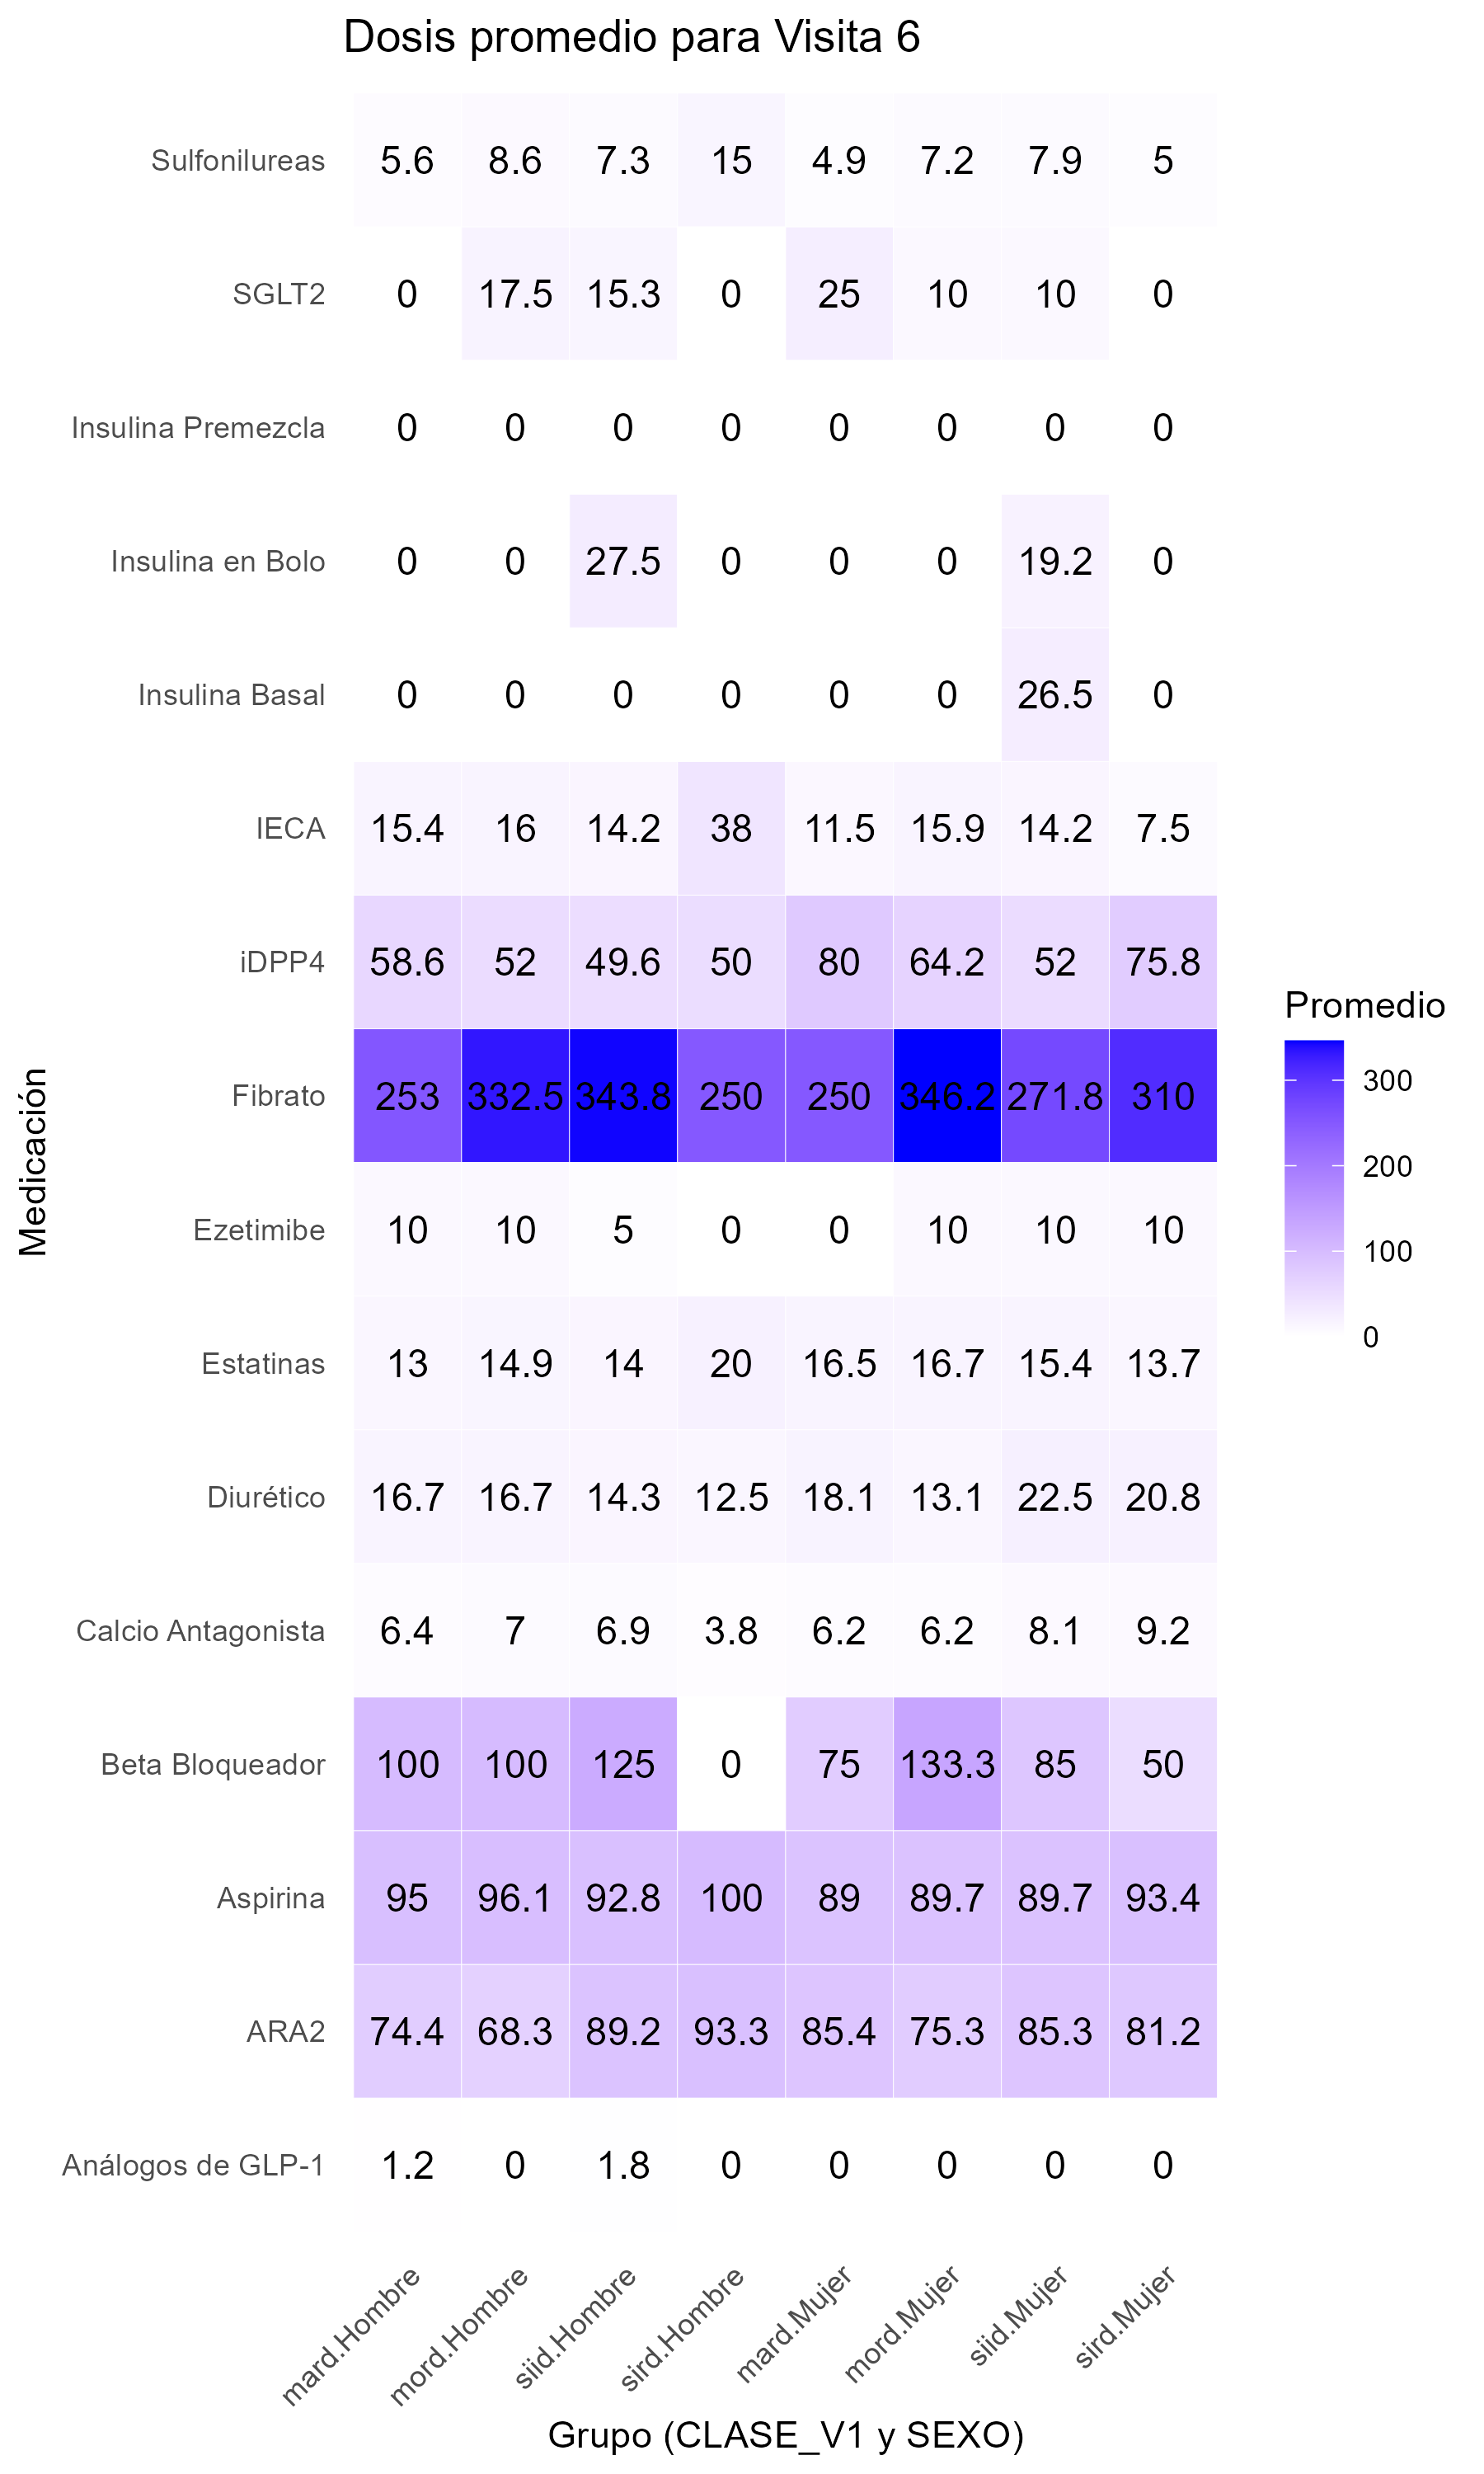 Dosis promedio para Visita 6
Medicación
Sulfonilureas 5.6 8.6 7.3 15 4.9 7.2 7.9 5
SGLT2 0 17.5 15.3 0 25 10 10 0
Insulina Premezcla 0 0 0 0 0 0 0 0
Insulina en Bolo 0 0 27.5 0 0 0 19.2 0
Insulina Basal 0 0 0 0 0 0 26.5 0
IECA 15.4 16 14.2 38 11.5 15.9 14.2 7.5
iDPP4 58.6 52 49.6 50 80 64.2 52 75.8
Fibrato 253 332.5 343.8 250 250 346.2 271.8 310
Ezetimibe 10 10 5 0 0 10 10 10
Estatinas 13 14.9 14 20 16.5 16.7 15.4 13.7
Diurético 16.7 16.7 14.3 12.5 18.1 13.1 22.5 20.8
Calcio Antagonista 6.4 7 6.9 3.8 6.2 6.2 8.1 9.2
Beta Bloqueador 100 100 125 0 75 133.3 85 50
Aspirina 95 96.1 92.8 100 89 89.7 89.7 93.4
ARA2 74.4 68.3 89.2 93.3 85.4 75.3 85.3 81.2
Análogos de GLP-1 1.2 0 1.8 0 0 0 0 0
mard.Hombre mord.Hombre siid.Hombre sird.Hombre mard.Mujer mord.Mujer siid.Mujer sird.Mujer
Grupo (CLASE_V1 y SEXO)
Promedio
300
200
100
0